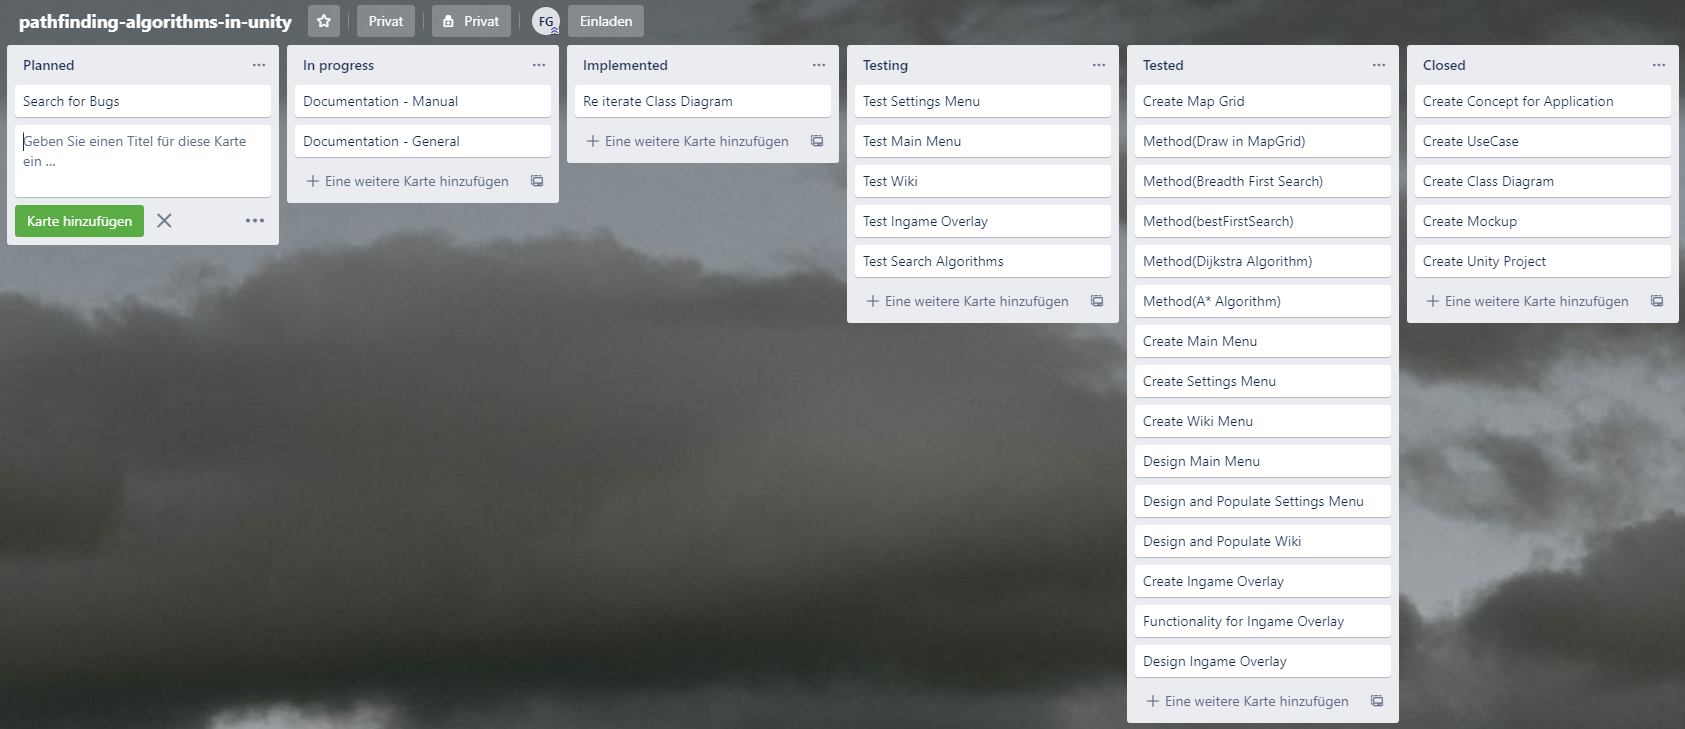 pathfinding-algorithms-in-unity
Privat
Privat
FG
Einladen
Planned
Search for Bugs
Geben Sie einen Titel für diese Karte
ein ...
Karte hinzufügen
In progress
Documentation - Manual
Documentation - General
Eine weitere Karte hinzufügen
Implemented
Re iterate Class Diagram
Eine weitere Karte hinzufügen
Testing
Test Settings Menu
Test Main Menu
Test Wiki
Test Ingame Overlay
Test Search Algorithms
Eine weitere Karte hinzufügen
Tested
Create Map Grid
Method(Draw in MapGrid)
Method(Breadth First Search)
Method(bestFirstSearch)
Method(Dijkstra Algorithm)
Method(A* Algorithm)
Create Main Menu
Create Settings Menu
Create Wiki Menu
Design Main Menu
Design and Populate Settings Menu
Design and Populate Wiki
Create Ingame Overlay
Functionality for Ingame Overlay
Design Ingame Overlay
Eine weitere Karte hinzufügen
Closed
Create Concept for Application
Create UseCase
Create Class Diagram
Create Mockup
Create Unity Project
Eine weitere Karte hinzufügen